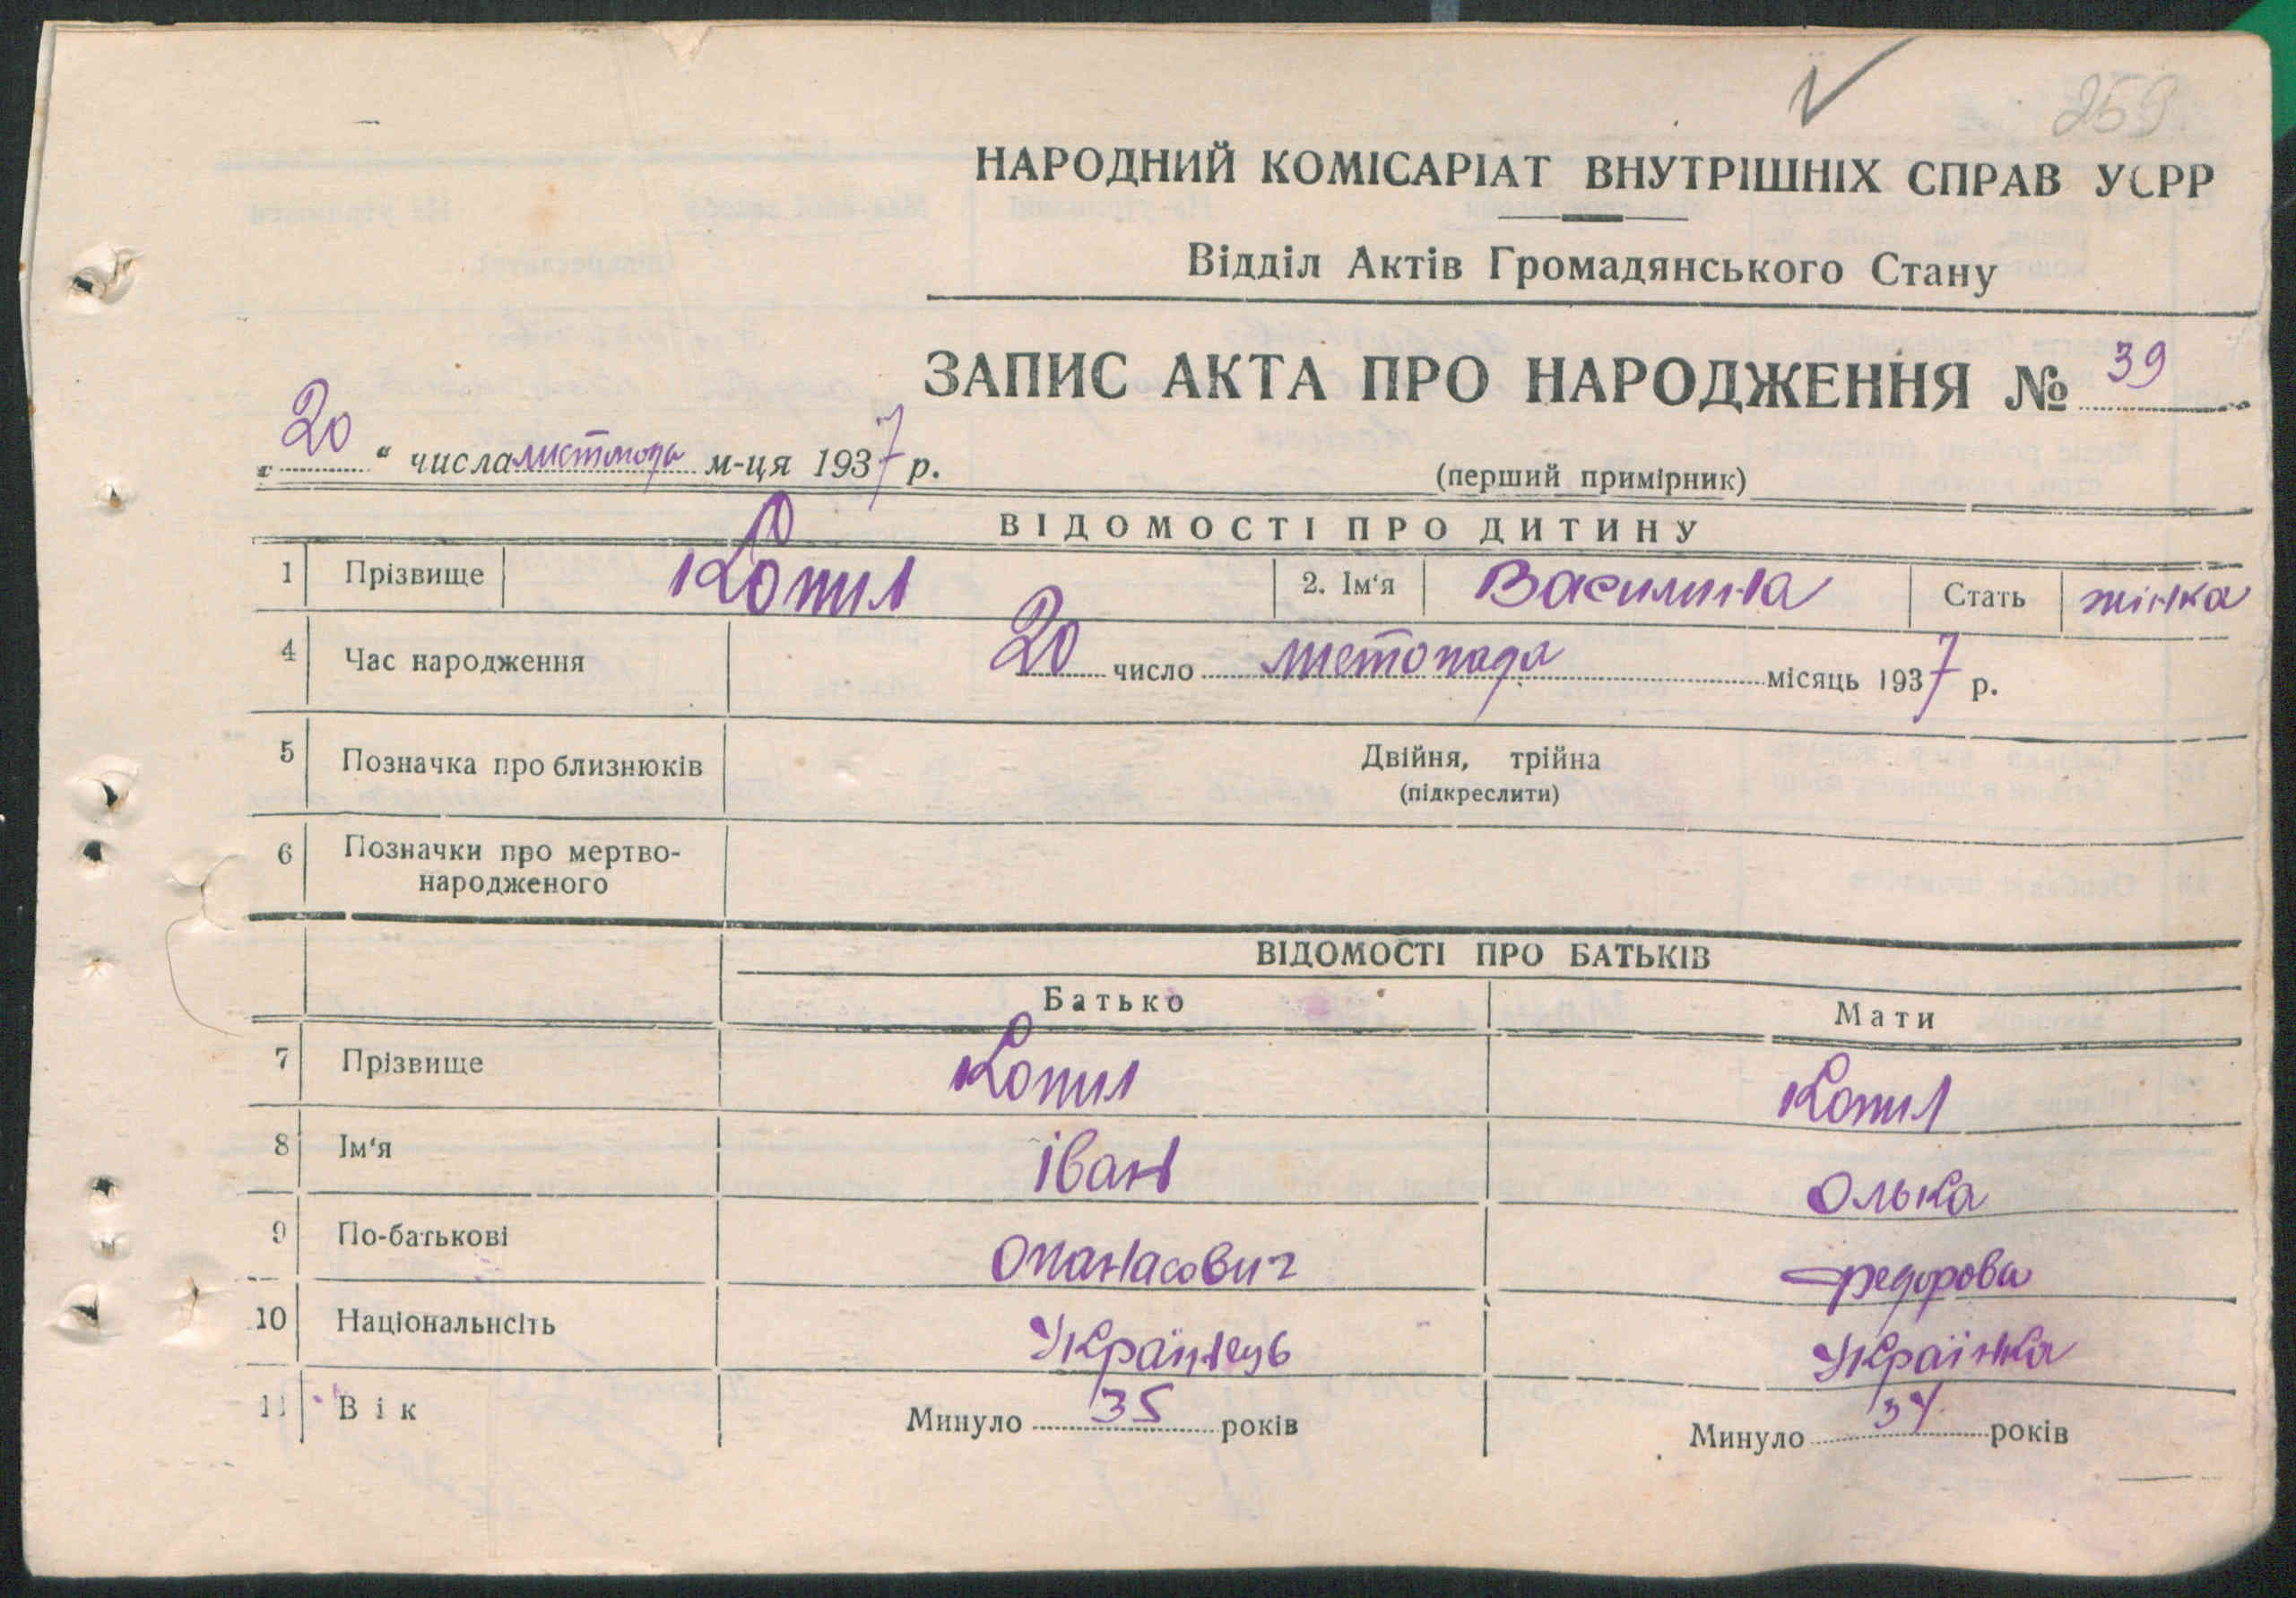 259
НАРОДНИЙ КОМІСАРІАТ ВНУТРІШНІХ СПРАВ УСРР
Відділ Актів Громадянського Стану
ЗАПИС АКТА ПРО НАРОДЖЕННЯ № 39
„ 20 “ числа листопада м-ця 1937 р.
(перший примірник)
ВІДОМОСТІ ПРО ДИТИНУ
1 Прізвище Копил 2. Ім‘я Василина Стать жінка
4 Час народження 20 число листопада місяць 1937 р.
5 Позначка про близнюків Двійня, трійна
(підкреслити)
6 Позначки про мертво-
народженого
ВІДОМОСТІ ПРО БАТЬКІВ
Батько Мати
7 Прізвище Копил Копил
8 Ім‘я Іван Олька
9 По-батькові Опанасович Федорова
10 Національнсіть Українець Українка
11 Вік Минуло 35 років Минуло 34 років